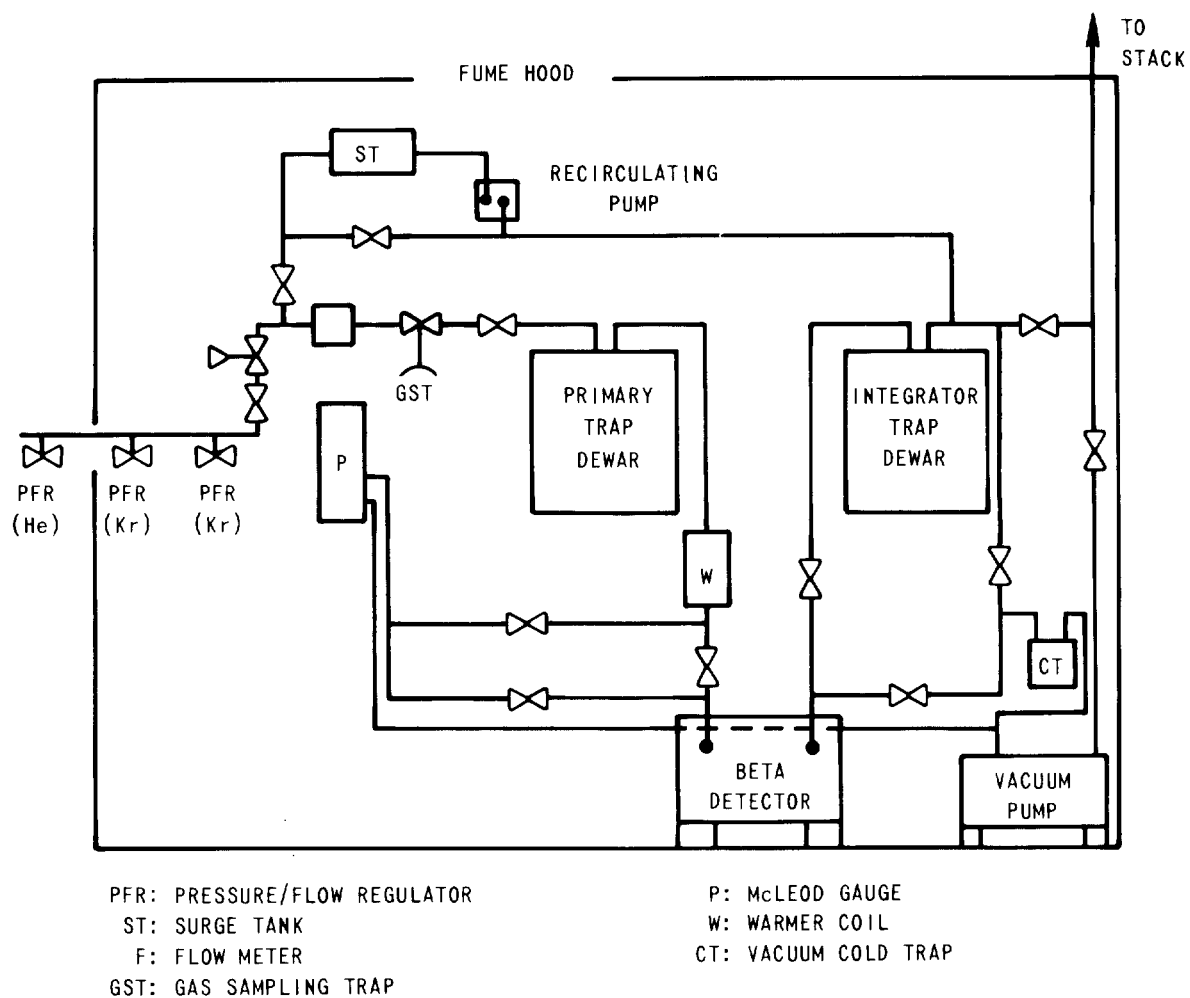 TO
STACK
FUME HOOD
ST
RECIRCULATING
PUMP
GST
PRIMARY
TRAP
DEWAR
INTEGRATOR
TRAP
DEWAR
P
PFR
(He)
PFR
(Kr)
PFR
(Kr)
W
CT
BETA
DETECTOR
VACUUM
PUMP
PFR: PRESSURE/FLOW REGULATOR
ST: SURGE TANK
F: FLOW METER
GST: GAS SAMPLING TRAP
P: McLEOD GAUGE
W: WARMER COIL
CT: VACUUM COLD TRAP